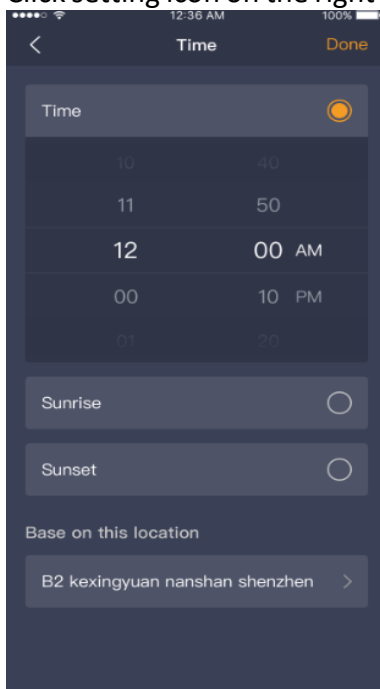 Click setting icon on the right
12:36 AM 100%
Time Done
Time
10 40
11 50
12 00 AM
00 10 PM
01 20
Sunrise
Sunset
Base on this location
B2 kexingyuan nanshan shenzhen